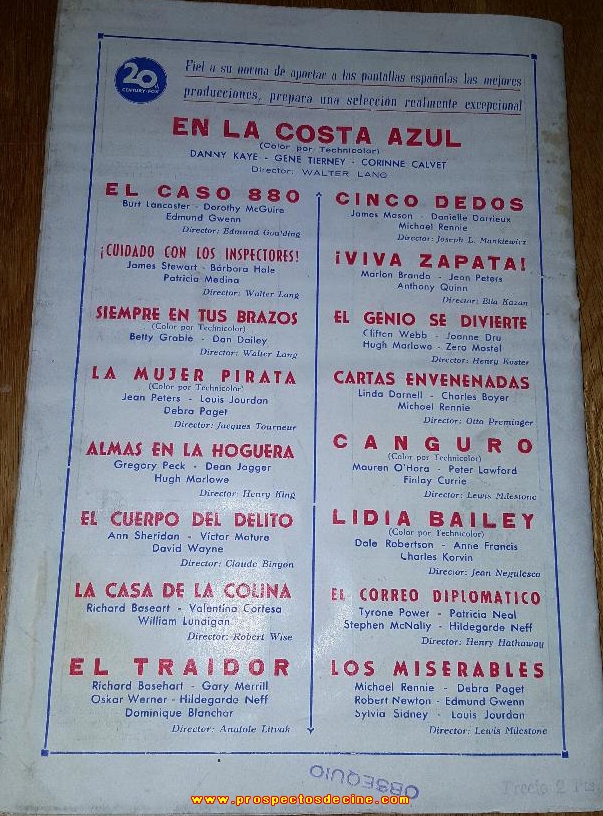 20th
CENTURY-FOX
Fiel a su norma de aportar a las pantallas españolas las mejores
producciones, prepara una selección realmente excepcional
EN LA COSTA AZUL
(Color por Technicolor)
DANNY KAYE - GENE TIERNEY - CORINNE CALVET
Director: WALTER LANG
EL CASO 880
Burt Lancaster - Dorothy McGuire
Edmund Gwenn
Director: Edmund Goulding
¡CUIDADO CON LOS INSPECTORES!
James Stewart - Bárbara Hale
Patricia Medina
Director: Walter Lang
SIEMPRE EN TUS BRAZOS
(Color por Technicolor)
Betty Grable - Dan Dailey
Director: Walter Lang
LA MUJER PIRATA
(Color por Technicolor)
Jean Peters - Louis Jourdan
Debra Paget
Director: Jacques Tourneur
ALMAS EN LA HOGUERA
Gregory Peck - Dean Jagger
Hugh Marlowe
Director: Henry King
EL CUERPO DEL DELITO
Ann Sheridan - Víctor Mature
David Wayne
Director: Claude Binyon
LA CASA DE LA COLINA
Richard Baseart - Valentina Cortesa
William Lundigan
Director: Robert Wise
EL TRAIDOR
Richard Basehart - Gary Merrill
Oskar Werner - Hildegarde Neff
Dominique Blanchar
Director: Anatole Litvak
CINCO DEDOS
James Mason - Danielle Darrieux
Michael Rennie
Director: Joseph L. Mankiewicz
¡VIVA ZAPATA!
Marlon Brando - Jean Peters
Anthony Quinn
Director: Elia Kazan
EL GENIO SE DIVIERTE
Clifton Webb - Joanne Dru
Hugh Marlowe - Zero Mostel
Director: Henry Koster
CARTAS ENVENENADAS
Linda Darnell - Charles Boyer
Michael Rennie
Director: Otto Preminger
CANGURO
(Color por Technicolor)
Mauren O'Hara - Peter Lawford
Finlay Currie
Director: Lewis Milestone
LIDIA BAILEY
(Color por Technicolor)
Dale Robertson - Anne Francis
Charles Korvin
Director: Jean Negulesco
EL CORREO DIPLOMATICO
Tyrone Power - Patricia Neal
Stephen McNally - Hildegarde Neff
Director: Henry Hathaway
LOS MISERABLES
Michael Rennie - Debra Paget
Robert Newton - Edmund Gwenn
Sylvia Sidney - Louis Jourdan
Director: Lewis Milestone
OBSEQUIO
Precio 2 Pts.
www.prospectosdecine.com